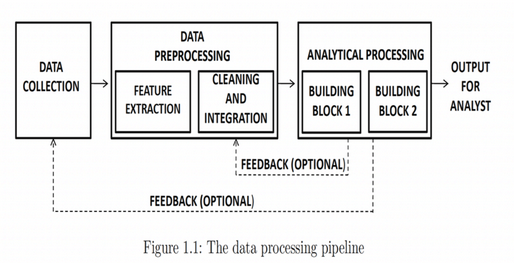 DATA
COLLECTION
DATA
PREPROCESSING
FEATURE
EXTRACTION
CLEANING
AND
INTEGRATION
ANALYTICAL PROCESSING
BUILDING
BLOCK 1
BUILDING
BLOCK 2
OUTPUT
FOR
ANALYST
FEEDBACK (OPTIONAL)
FEEDBACK (OPTIONAL)
Figure 1.1: The data processing pipeline